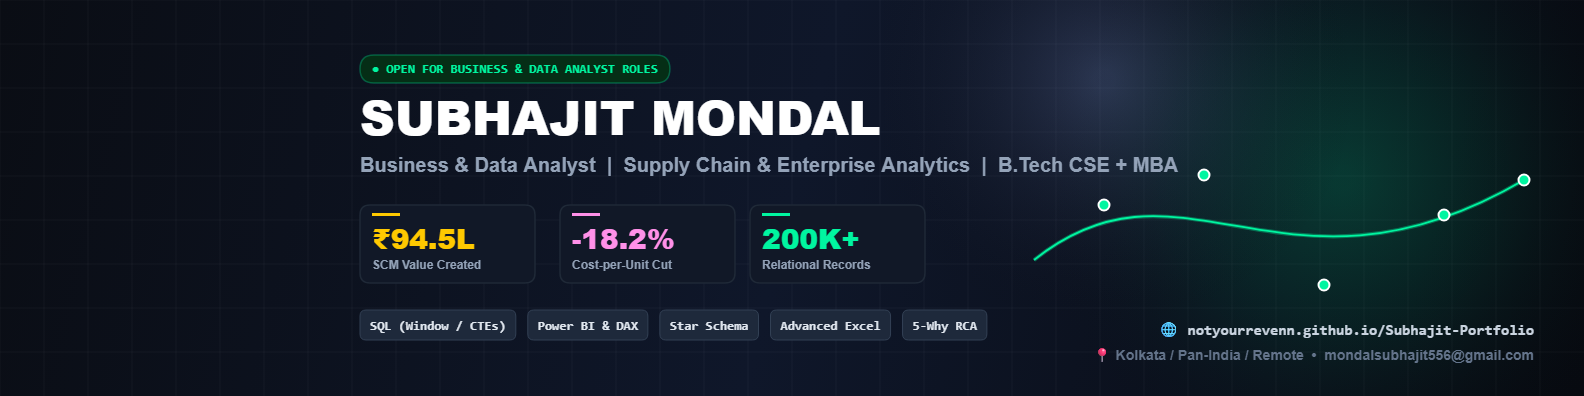 ● OPEN FOR BUSINESS & DATA ANALYST ROLES
SUBHAJIT MONDAL
Business & Data Analyst | Supply Chain & Enterprise Analytics | B.Tech CSE + MBA
₹94.5L
SCM Value Created
-18.2%
Cost-per-Unit Cut
200K+
Relational Records
SQL (Window / CTEs)
Power BI & DAX
Star Schema
Advanced Excel
5-Why RCA
notyourrevenn.github.io/Subhajit-Portfolio
Kolkata / Pan-India / Remote • mondalsubhajit556@gmail.com